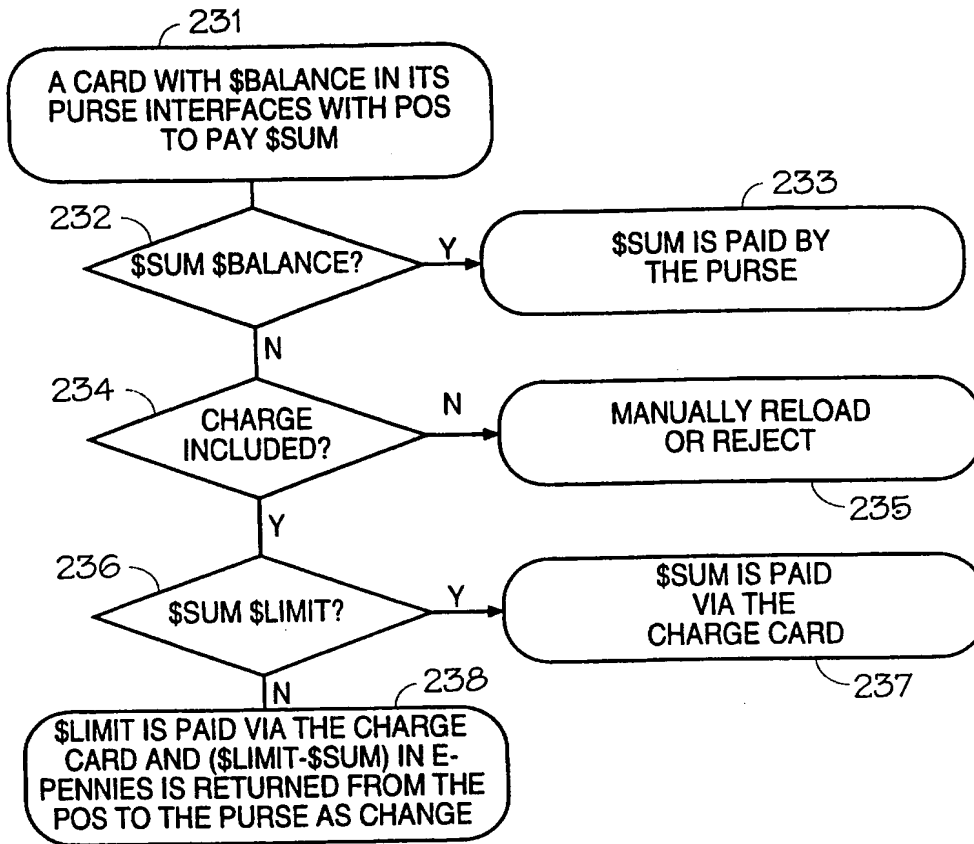 231
A CARD WITH $BALANCE IN ITS
PURSE INTERFACES WITH POS
TO PAY $SUM
232
$SUM $BALANCE?
Y
233
$SUM IS PAID BY
THE PURSE
N
234
CHARGE
INCLUDED?
N
MANUALLY RELOAD
OR REJECT
235
Y
236
$SUM $LIMIT?
Y
$SUM IS PAID
VIA THE
CHARGE CARD
237
N
238
$LIMIT IS PAID VIA THE CHARGE
CARD AND ($LIMIT-$SUM) IN E-
PENNIES IS RETURNED FROM THE
POS TO THE PURSE AS CHANGE